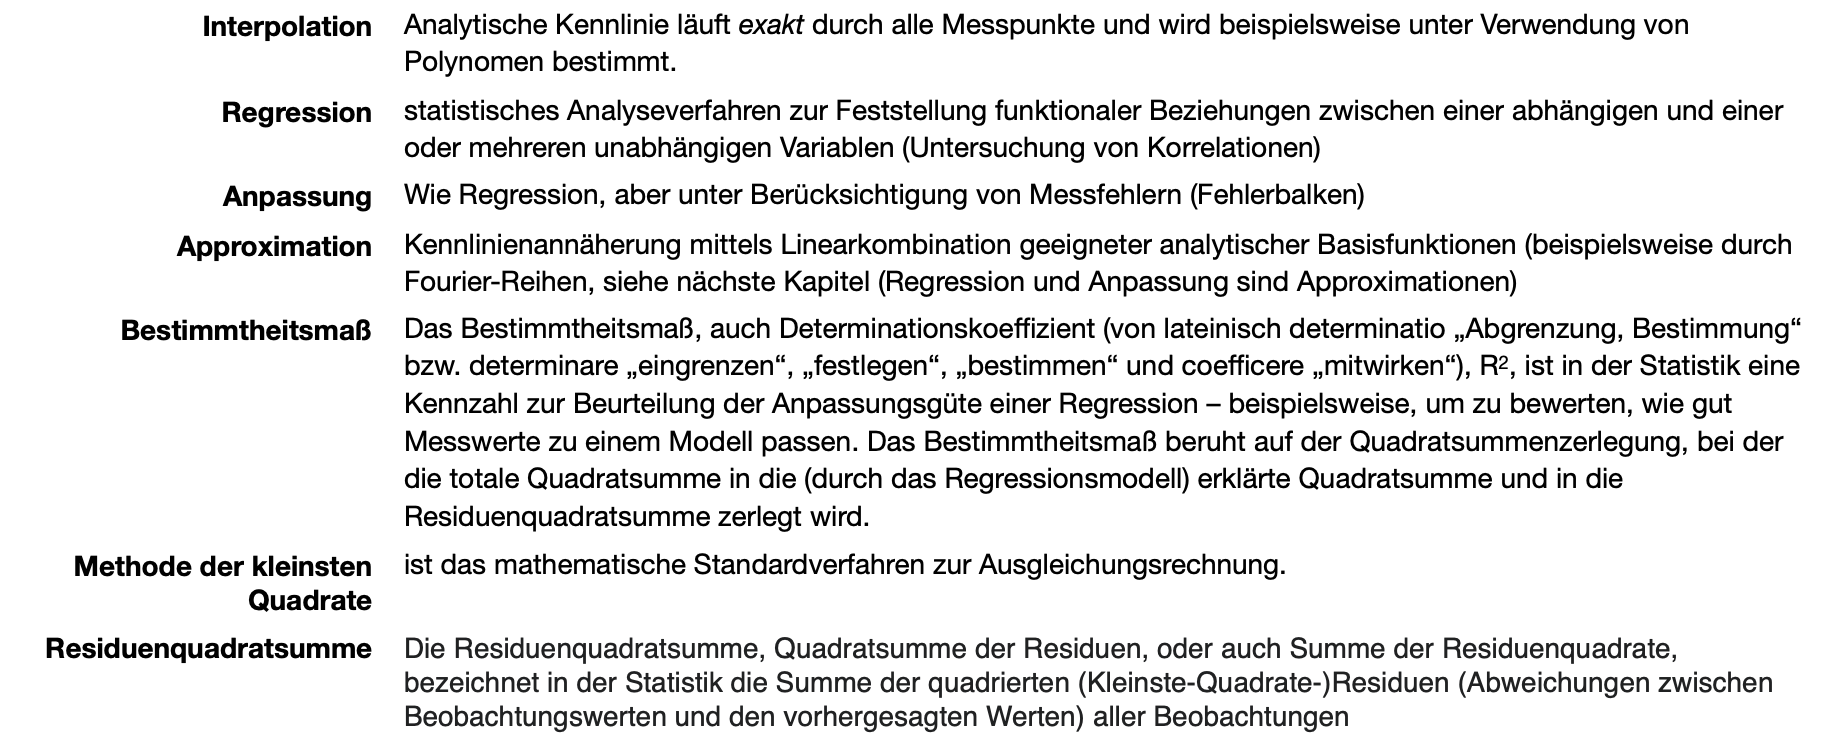 Interpolation Analytische Kennlinie läuft exakt durch alle Messpunkte und wird beispielsweise unter Verwendung von
Polynomen bestimmt.
Regression statistisches Analyseverfahren zur Feststellung funktionaler Beziehungen zwischen einer abhängigen und einer
oder mehreren unabhängigen Variablen (Untersuchung von Korrelationen)
Anpassung Wie Regression, aber unter Berücksichtigung von Messfehlern (Fehlerbalken)
Approximation Kennlinienannäherung mittels Linearkombination geeigneter analytischer Basisfunktionen (beispielsweise durch
Fourier-Reihen, siehe nächste Kapitel (Regression und Anpassung sind Approximationen)
Bestimmtheitsmaß Das Bestimmtheitsmaß, auch Determinationskoeffizient (von lateinisch determinatio „Abgrenzung, Bestimmung“
bzw. determinare „eingrenzen“, „festlegen“, „bestimmen“ und coefficere „mitwirken“), R², ist in der Statistik eine
Kennzahl zur Beurteilung der Anpassungsgüte einer Regression – beispielsweise, um zu bewerten, wie gut
Messwerte zu einem Modell passen. Das Bestimmtheitsmaß beruht auf der Quadratsummenzerlegung, bei der
die totale Quadratsumme in die (durch das Regressionsmodell) erklärte Quadratsumme und in die
Residuenquadratsumme zerlegt wird.
Methode der kleinsten ist das mathematische Standardverfahren zur Ausgleichungsrechnung.
Quadrate
Residuenquadratsumme Die Residuenquadratsumme, Quadratsumme der Residuen, oder auch Summe der Residuenquadrate,
bezeichnet in der Statistik die Summe der quadrierten (Kleinste-Quadrate-)Residuen (Abweichungen zwischen
Beobachtungswerten und den vorhergesagten Werten) aller Beobachtungen